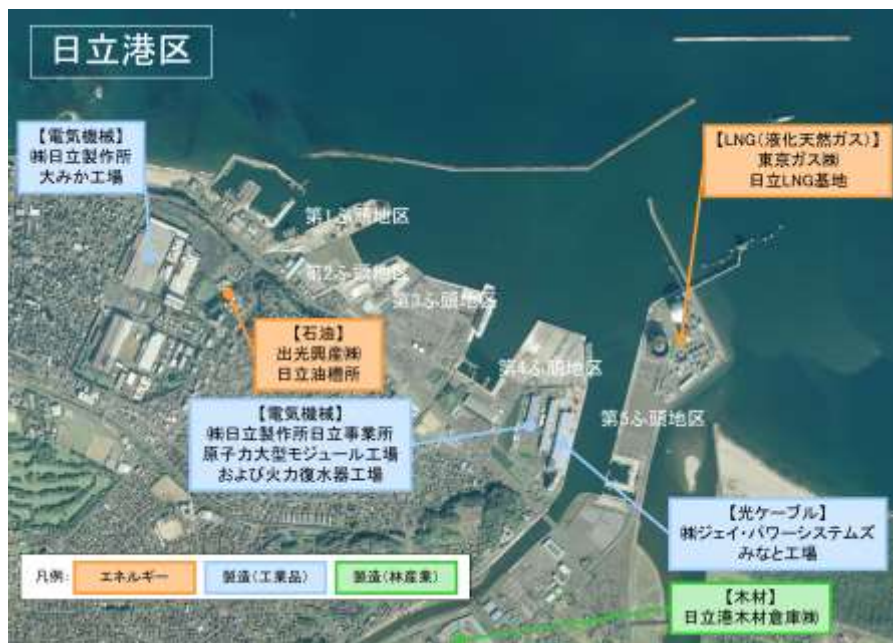 日立港区
【電気機械】
㈱日立製作所
大みか工場
【LNG(液化天然ガス)】
東京ガス㈱
日立LNG基地
第1ふ頭地区
第2ふ頭地区
第3ふ頭地区
【石油】
出光興産㈱
日立油槽所
第4ふ頭地区
【電気機械】
㈱日立製作所日立事業所
原子力大型モジュール工場
および火力復水器工場
第5ふ頭地区
【光ケーブル】
㈱ジェイ・パワーシステムズ
みなと工場
凡例:
エネルギー
製造(工業品)
製造(林産業)
【木材】
日立港木材倉庫㈱